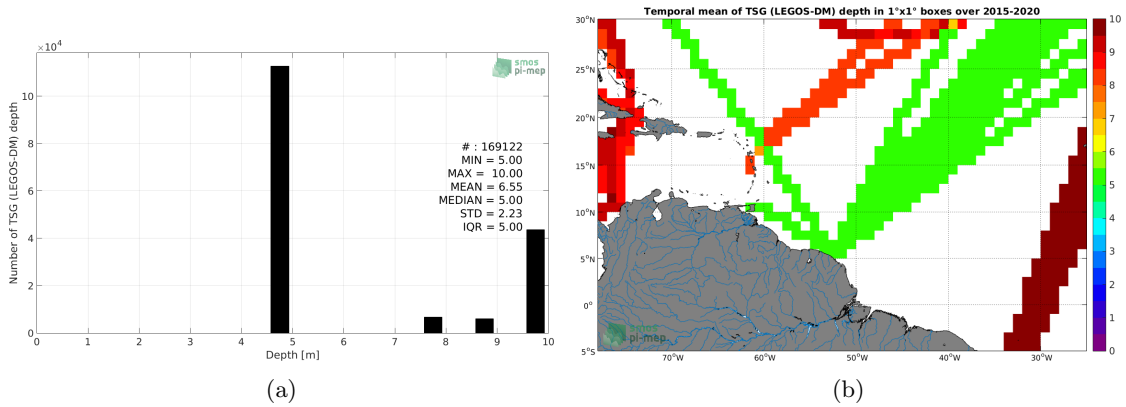 ×10⁴
10
8
6
4
2
0
Number of TSG (LEGOS-DM) depth
smos
pi-mep
# : 169122
MIN = 5.00
MAX = 10.00
MEAN = 6.55
MEDIAN = 5.00
STD = 2.23
IQR = 5.00
0 1 2 3 4 5 6 7 8 9 10
Depth [m]
(a)
Temporal mean of TSG (LEGOS-DM) depth in 1°x1° boxes over 2015-2020
30°N
25°N
20°N
15°N
10°N
5°N
0°
5°S
70°W 60°W 50°W 40°W 30°W
smos
pi-mep
10
9
8
7
6
5
4
3
2
1
0
(b)